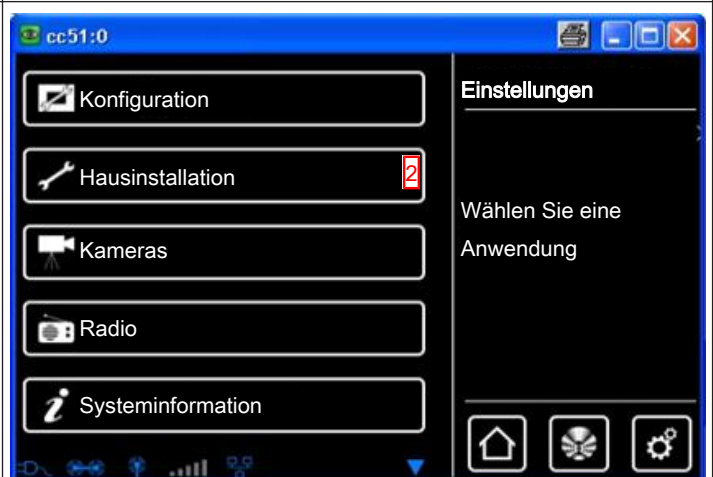 cc51:0
Konfiguration
Hausinstallation 2
Kameras
Radio
Systeminformation
Einstellungen
Wählen Sie eine
Anwendung